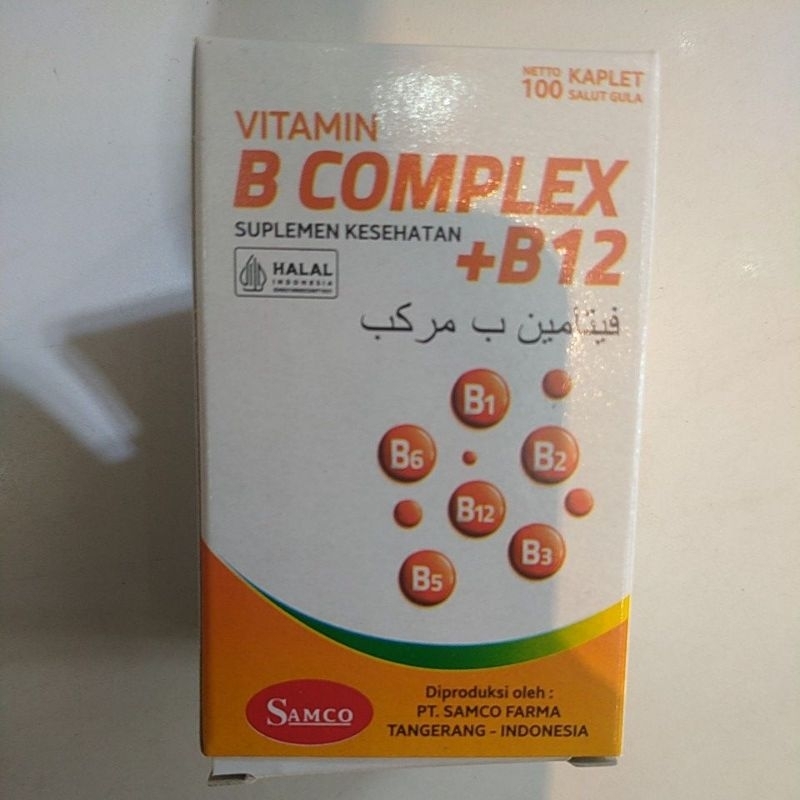 NETTO
100 KAPLET
SALUT GULA
VITAMIN
B COMPLEX
+B12
SUPLEMEN KESEHATAN
HALAL
INDONESIA
فيتامين ب مركب
B1
B6
B2
B12
B3
B5
SAMCO
Diproduksi oleh :
PT. SAMCO FARMA
TANGERANG - INDONESIA